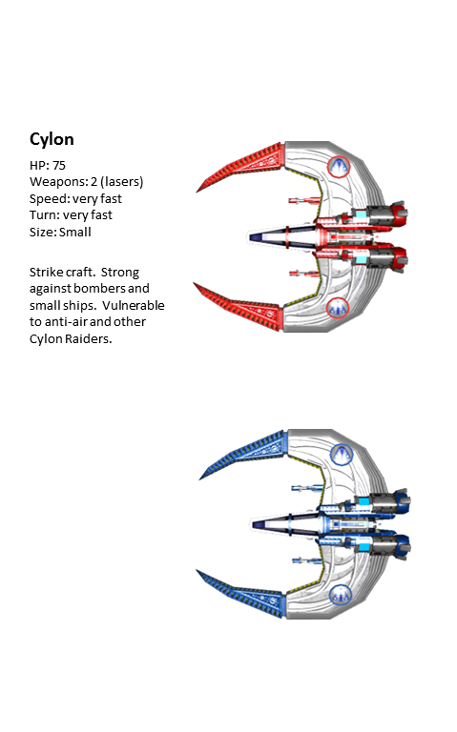 Cylon
HP: 75
Weapons: 2 (lasers)
Speed: very fast
Turn: very fast
Size: Small
Strike craft.  Strong
against bombers and
small ships.  Vulnerable
to anti-air and other
Cylon Raiders.